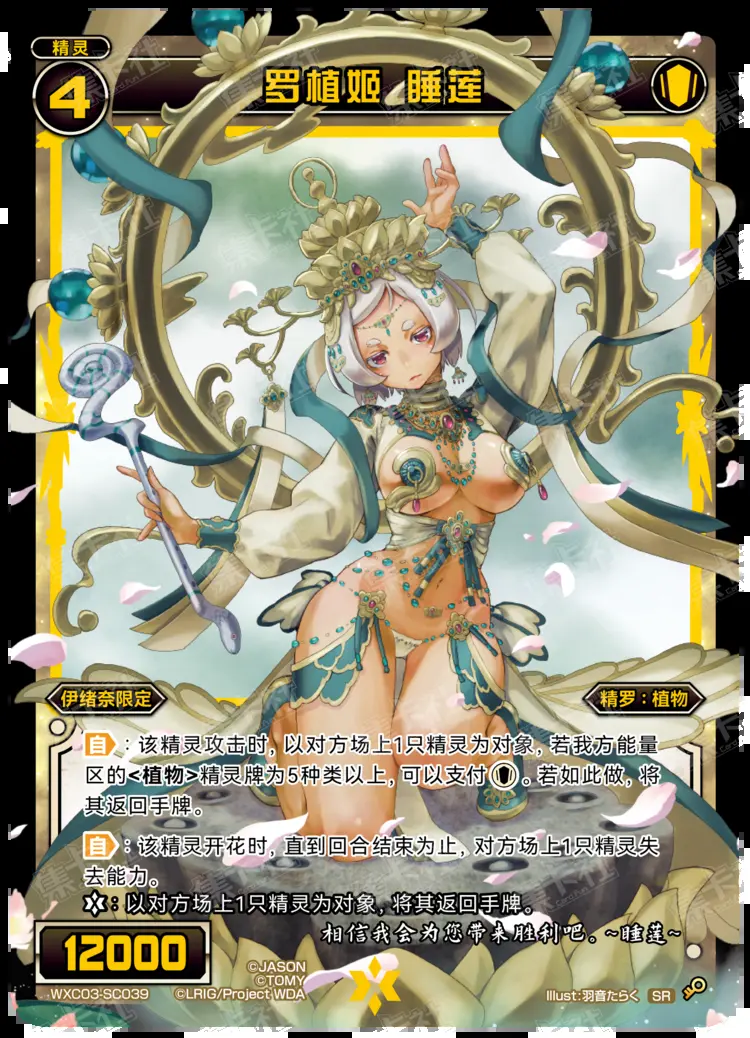 精灵
4
罗植姬 睡莲
伊绪奈限定
精罗：植物
自：该精灵攻击时，以对方场上1只精灵为对象，若我方能量
区的<植物>精灵牌为5种类以上，可以支付。若如此做，将
其返回手牌。
自：该精灵开花时，直到回合结束为止，对方场上1只精灵失
去能力。
：以对方场上1只精灵为对象，将其返回手牌。
相信我会为您带来胜利吧。~睡莲~
12000
©JASON
©TOMY
WXC03-SC039 ©LRIG/Project WDA
Illust:羽音たらく SR
集卡社